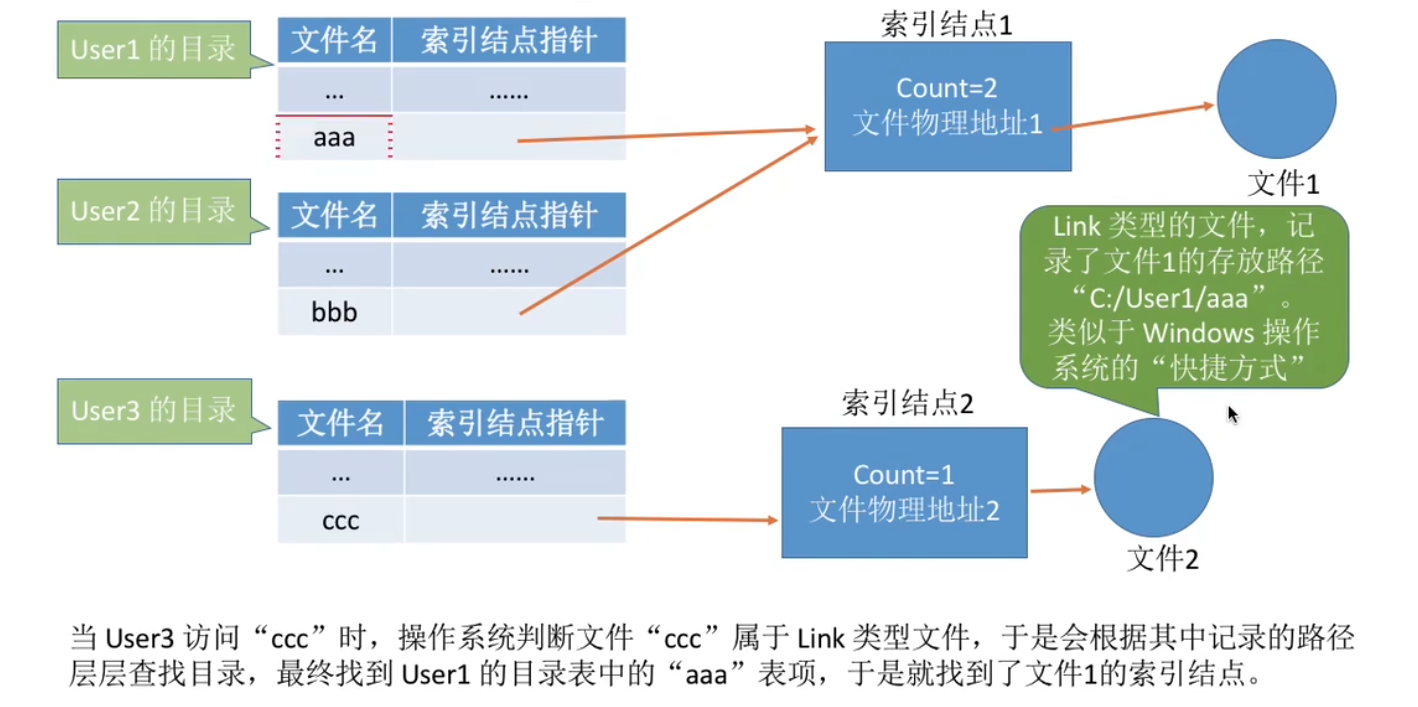 User1 的目录
文件名 索引结点指针
... ......
aaa
User2 的目录
文件名 索引结点指针
... ......
bbb
User3 的目录
文件名 索引结点指针
... ......
ccc
索引结点1
Count=2
文件物理地址1
文件1
Link 类型的文件，记
录了文件1的存放路径
“C:/User1/aaa”。
类似于 Windows 操作
系统的“快捷方式”
索引结点2
Count=1
文件物理地址2
文件2
当 User3 访问“ccc”时，操作系统判断文件“ccc”属于 Link 类型文件，于是会根据其中记录的路径
层层查找目录，最终找到 User1 的目录表中的“aaa”表项，于是就找到了文件1的索引结点。